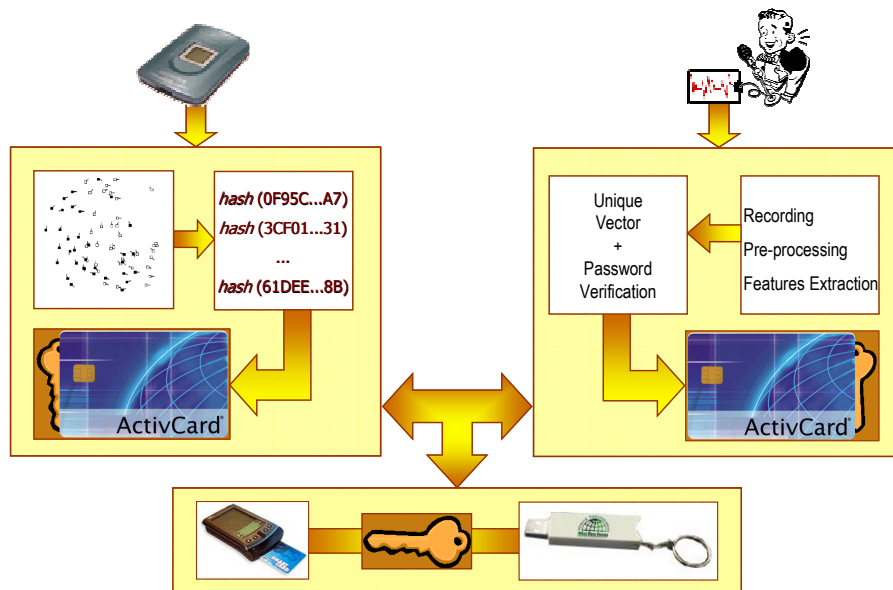 hash (0F95C...A7)
hash (3CF01...31)
...
hash (61DEE...8B)
ActivCard®
Unique
Vector
+
Password
Verification
Recording
Pre-processing
Features Extraction
ActivCard®